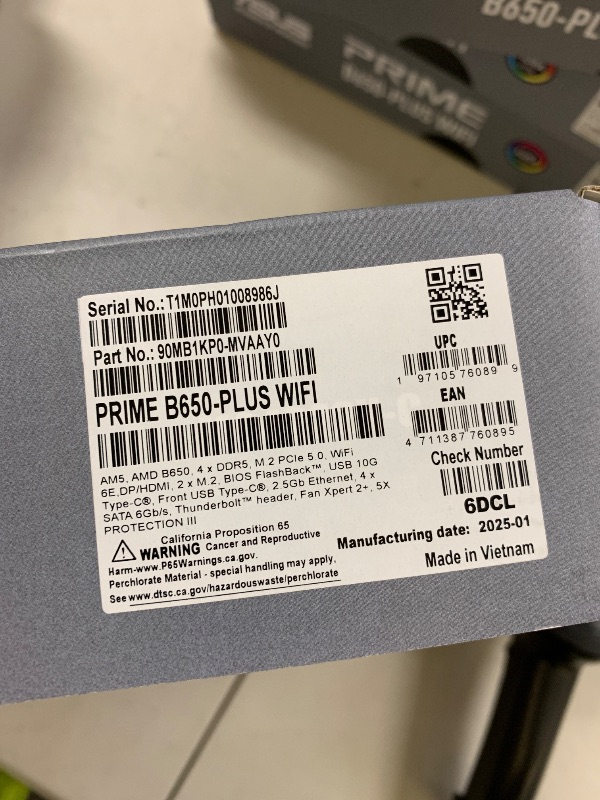 B650-PL
ASUS
PRIME
B650-PLUS WIFI
Serial No.:T1M0PH01008986J
Part No.: 90MB1KP0-MVAAY0
PRIME B650-PLUS WIFI
AM5, AMD B650, 4 x DDR5, M.2 PCIe 5.0, WiFi
6E,DP/HDMI, 2 x M.2, BIOS FlashBack™, USB 10G
Type-C®, Front USB Type-C®, 2.5Gb Ethernet, 4 x
SATA 6Gb/s, Thunderbolt™ header, Fan Xpert 2+, 5X
PROTECTION III
UPC
1 97105 76089 9
EAN
4 711387 760895
Check Number
6DCL
California Proposition 65
WARNING Cancer and Reproductive
Harm-www.P65Warnings.ca.gov.
Perchlorate Material - special handling may apply.
See www.dtsc.ca.gov/hazardouswaste/perchlorate
Manufacturing date: 2025-01
Made in Vietnam